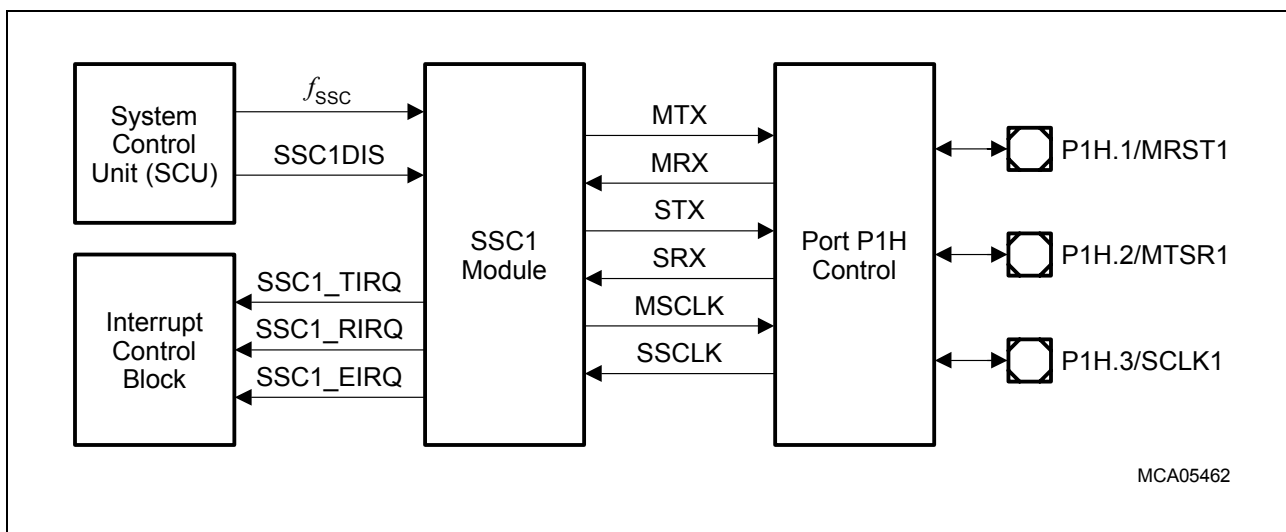 System
Control
Unit (SCU)
f_SSC
SSC1DIS
Interrupt
Control
Block
SSC1_TIRQ
SSC1_RIRQ
SSC1_EIRQ
SSC1
Module
MTX
MRX
STX
SRX
MSCLK
SSCLK
Port P1H
Control
P1H.1/MRST1
P1H.2/MTSR1
P1H.3/SCLK1
MCA05462